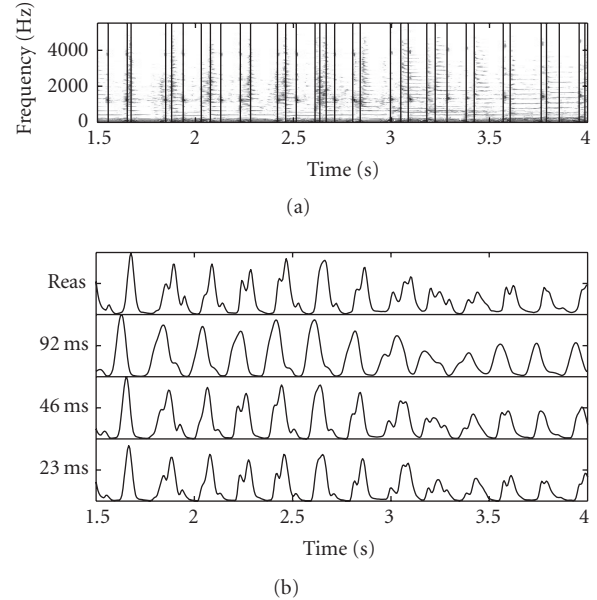 Frequency (Hz)
4000
2000
0
1.5 2 2.5 3 3.5 4
Time (s)
(a)
Reas
92 ms
46 ms
23 ms
1.5 2 2.5 3 3.5 4
Time (s)
(b)